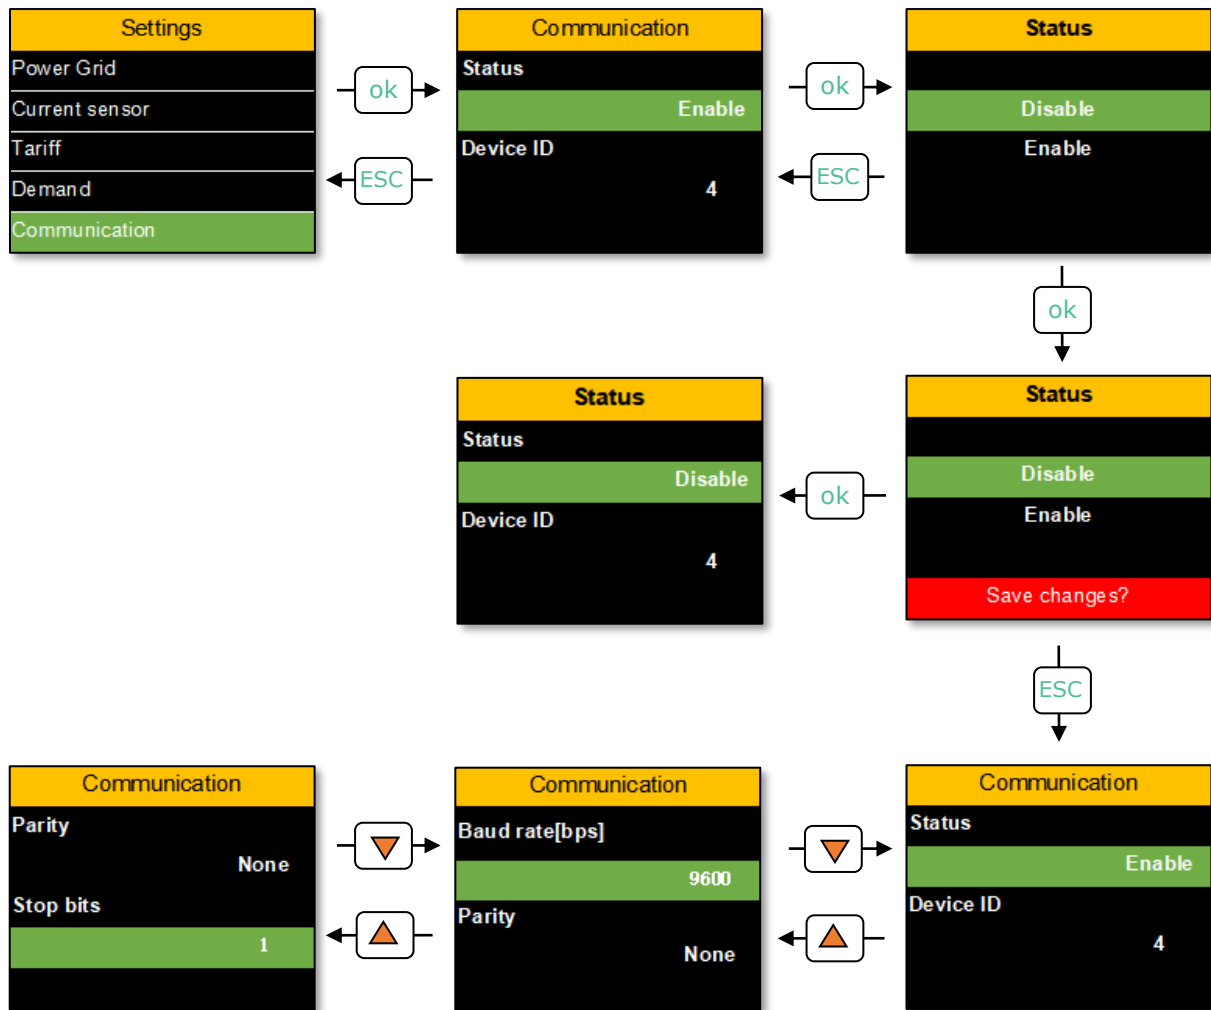 Settings
Power Grid
Current sensor
Tariff
Demand
Communication
ok
ESC
Communication
Status
Enable
Device ID
4
ok
ESC
Status
Disable
Enable
ok
Status
Status
Disable
Device ID
4
ok
Status
Disable
Enable
Save changes?
ESC
Communication
Parity
None
Stop bits
1
Communication
Baud rate[bps]
9600
Parity
None
Communication
Status
Enable
Device ID
4